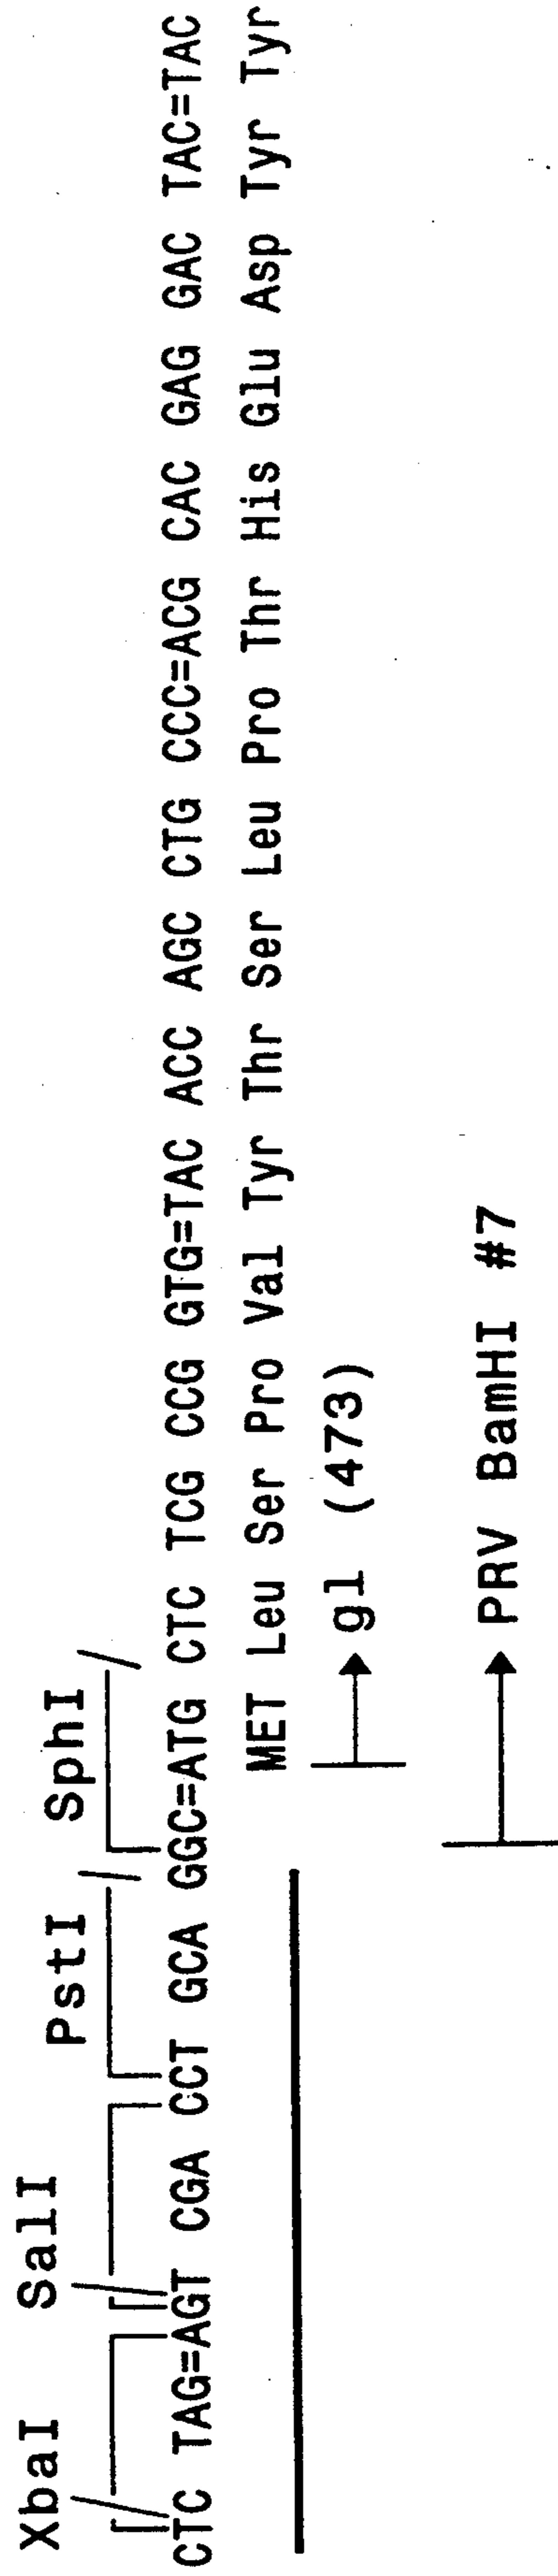 XbaI SalI PstI SphI
CTC TAG=AGT CGA CCT GCA GGC=ATG CTC TCG CCG GTG=TAC ACC AGC CTG CCC=ACG CAC GAG GAC TAC=TAC
MET Leu Ser Pro Val Tyr Thr Ser Leu Pro Thr His Glu Asp Tyr Tyr
gl (473)
PRV BamHI #7